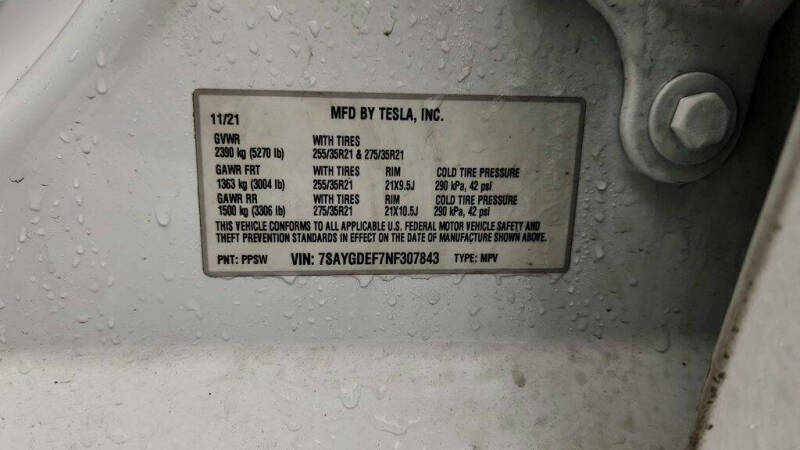 11/21 MFD BY TESLA, INC.
GVWR WITH TIRES
2390 kg (5270 lb) 255/35R21 & 275/35R21
GAWR FRT WITH TIRES RIM COLD TIRE PRESSURE
1363 kg (3004 lb) 255/35R21 21X9.5J 290 kPa, 42 psi
GAWR RR WITH TIRES RIM COLD TIRE PRESSURE
1500 kg (3306 lb) 275/35R21 21X10.5J 290 kPa, 42 psi
THIS VEHICLE CONFORMS TO ALL APPLICABLE U.S. FEDERAL MOTOR VEHICLE SAFETY AND
THEFT PREVENTION STANDARDS IN EFFECT ON THE DATE OF MANUFACTURE SHOWN ABOVE.
PNT: PPSW VIN: 7SAYGDEF7NF307843 TYPE: MPV